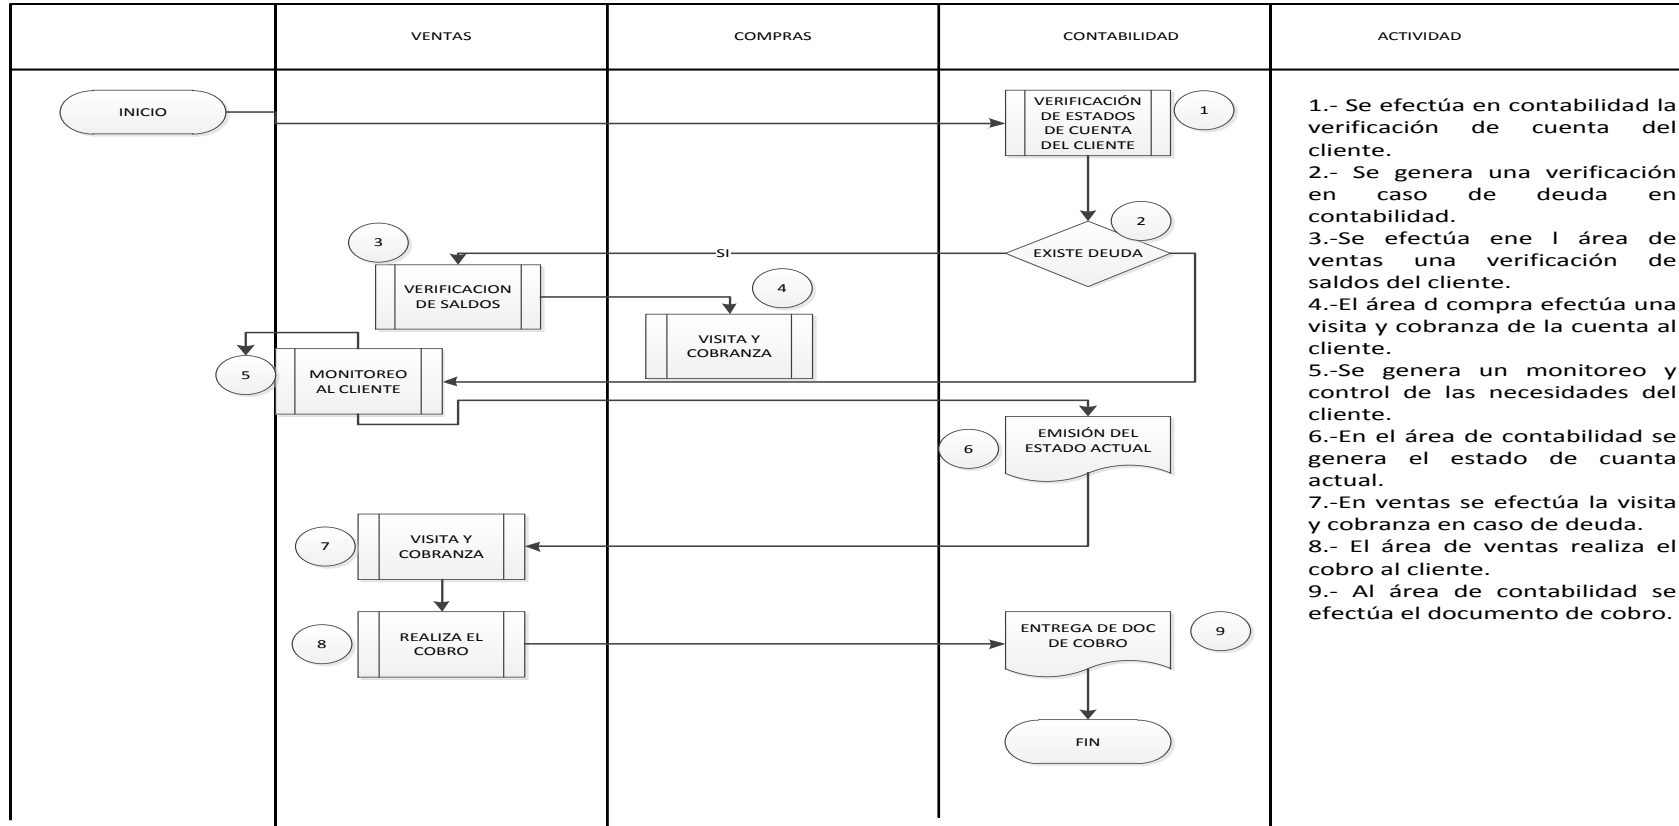 VENTAS
COMPRAS
CONTABILIDAD
ACTIVIDAD
INICIO
VERIFICACIÓN
DE ESTADOS
DE CUENTA
DEL CLIENTE
1
2
EXISTE DEUDA
SI
3
VERIFICACION
DE SALDOS
4
VISITA Y
COBRANZA
5
MONITOREO
AL CLIENTE
6
EMISIÓN DEL
ESTADO ACTUAL
7
VISITA Y
COBRANZA
8
REALIZA EL
COBRO
ENTREGA DE DOC
DE COBRO
9
FIN
1.- Se efectúa en contabilidad la
verificación de cuenta del
cliente.
2.- Se genera una verificación
en caso de deuda en
contabilidad.
3.-Se efectúa ene l área de
ventas una verificación de
saldos del cliente.
4.-El área d compra efectúa una
visita y cobranza de la cuenta al
cliente.
5.-Se genera un monitoreo y
control de las necesidades del
cliente.
6.-En el área de contabilidad se
genera el estado de cuanta
actual.
7.-En ventas se efectúa la visita
y cobranza en caso de deuda.
8.- El área de ventas realiza el
cobro al cliente.
9.- Al área de contabilidad se
efectúa el documento de cobro.